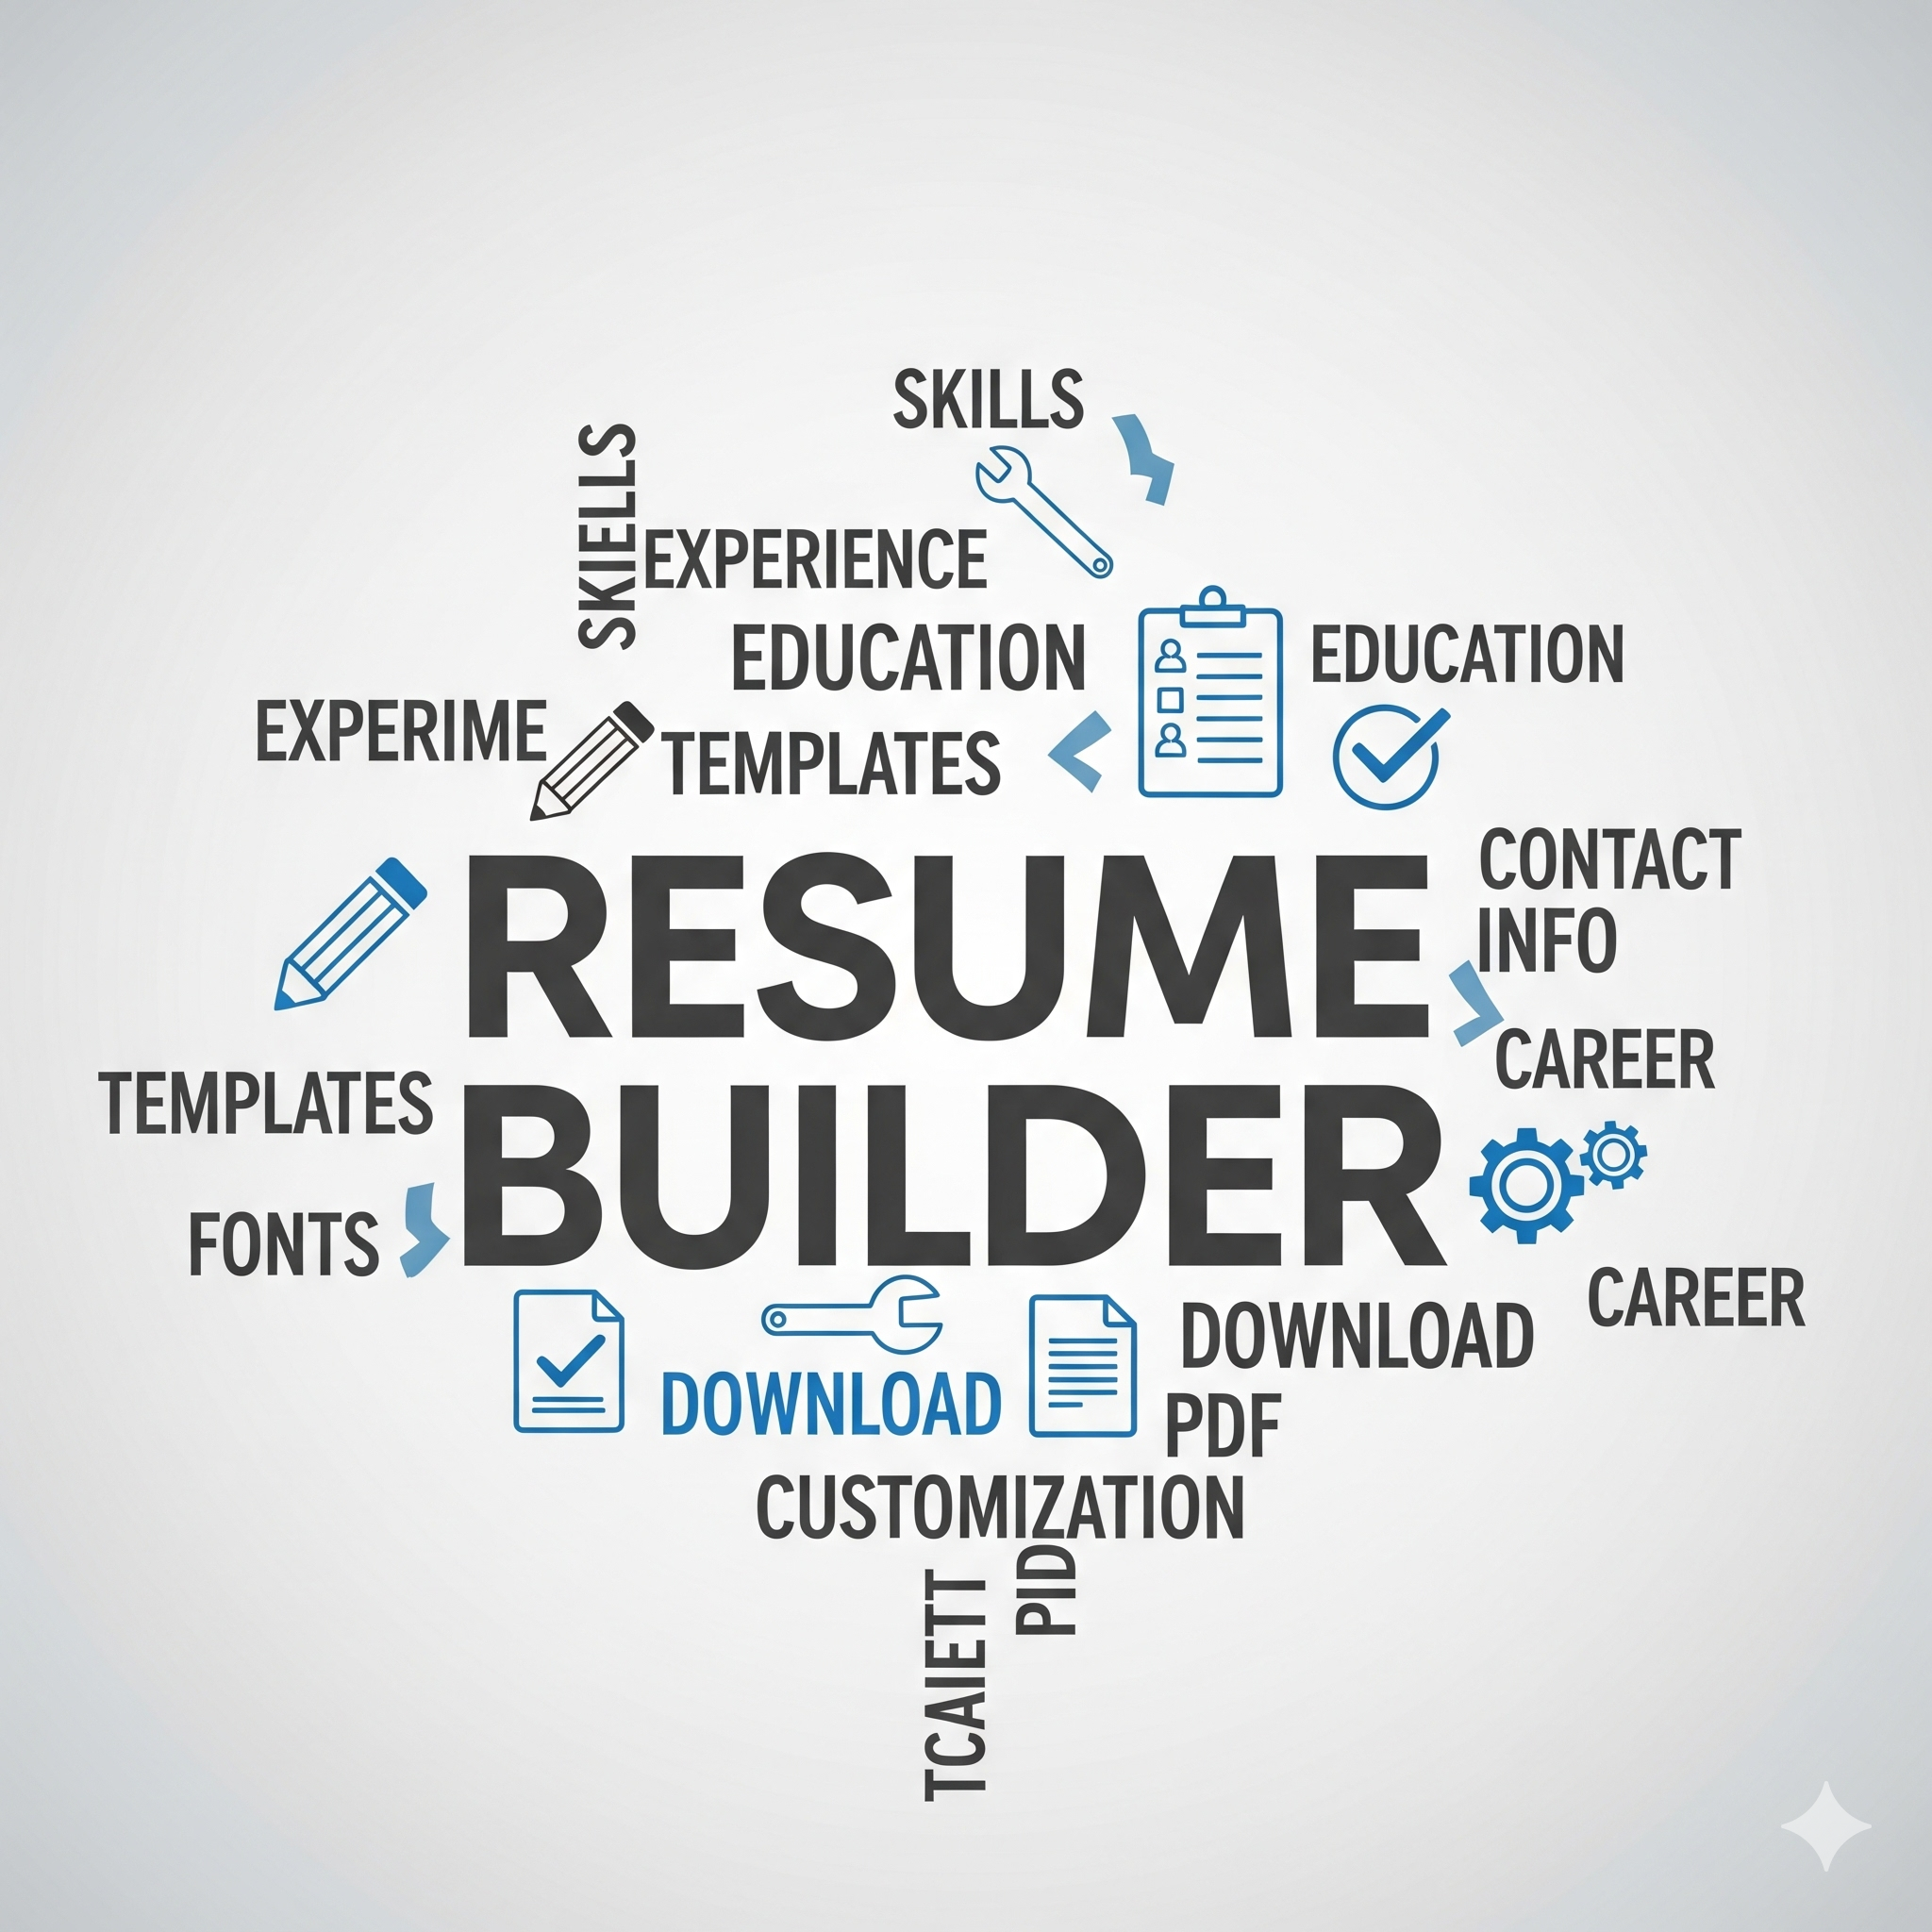 SKILLS
SKIELLS
EXPERIENCE
EDUCATION
EDUCATION
EXPERIME
TEMPLATES
CONTACT
INFO
RESUME
CAREER
TEMPLATES
BUILDER
FONTS
CAREER
DOWNLOAD
DOWNLOAD
PDF
CUSTOMIZATION
PID
TCAIETT